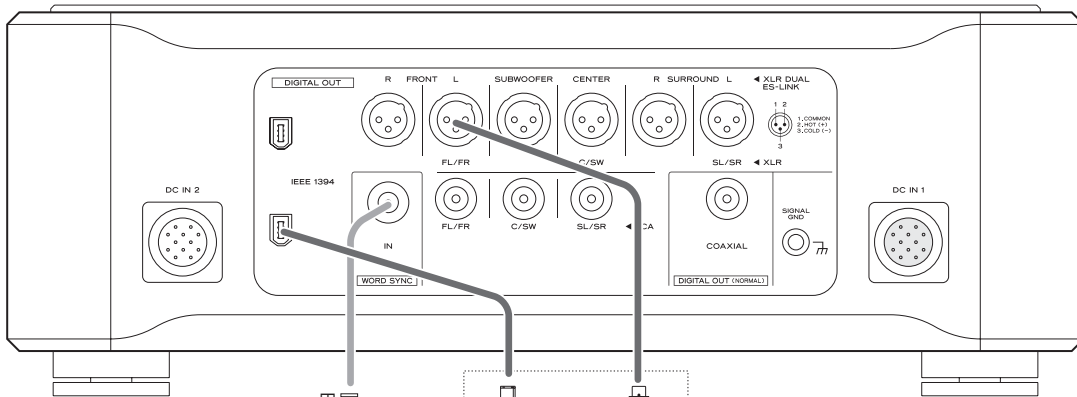 DIGITAL OUT
R FRONT L SUBWOOFER CENTER R SURROUND L ◀ XLR DUAL
ES-LINK
1 2
1.COMMON
2.HOT (+)
3.COLD (−)
3
FL/FR C/SW SL/SR ◀ XLR
IEEE 1394
DC IN 2
DC IN 1
SIGNAL
GND
FL/FR C/SW SL/SR ◀ CA
IN
COAXIAL
WORD SYNC
DIGITAL OUT (NORMAL)